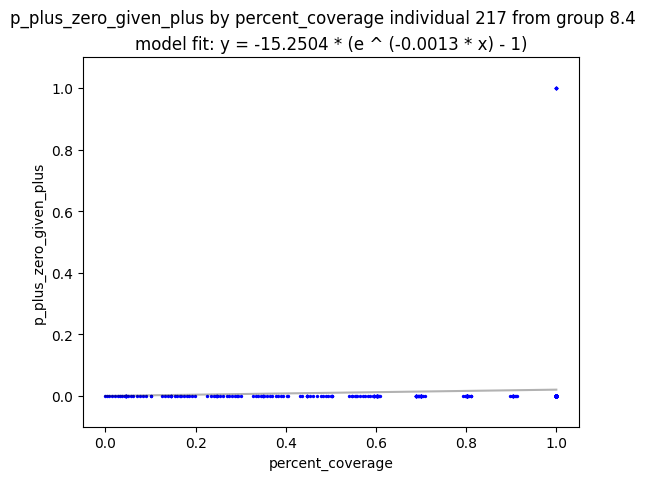 p_plus_zero_given_plus by percent_coverage individual 217 from group 8.4
model fit: y = -15.2504 * (e ^ (-0.0013 * x) - 1)
1.0
0.8
0.6
0.4
0.2
0.0
p_plus_zero_given_plus
0.0 0.2 0.4 0.6 0.8 1.0
percent_coverage